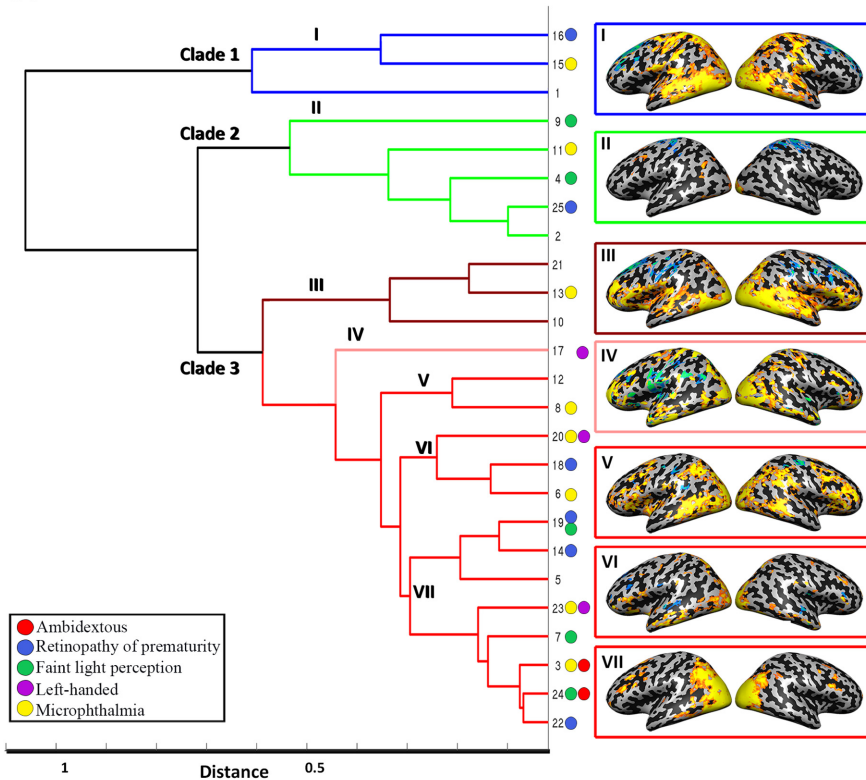 Clade 1
I
16
15
1
II
Clade 2
9
11
4
25
2
III
21
13
10
IV
Clade 3
17
V
12
8
VI
20
18
6
19
14
5
VII
23
7
3
24
22
I
II
III
IV
V
VI
VII
Ambidextous
Retinopathy of prematurity
Faint light perception
Left-handed
Microphthalmia
1 Distance 0.5